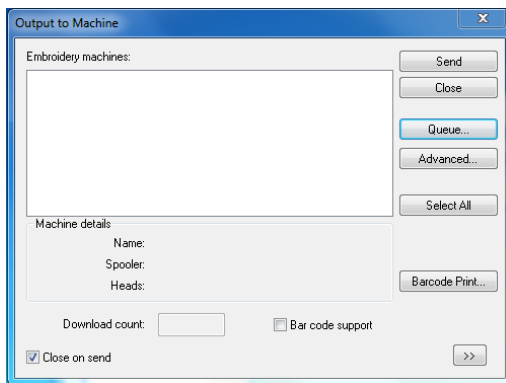 Output to Machine
Embroidery machines:
Send
Close
Queue...
Advanced...
Select All
Machine details
Name:
Spooler:
Heads:
Barcode Print...
Download count:
Bar code support
Close on send
>>